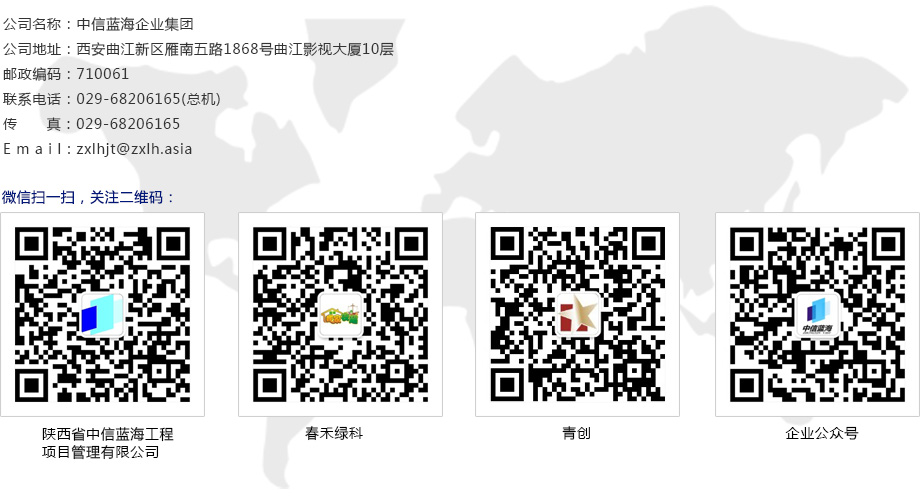 公司名称：中信蓝海企业集团
公司地址：西安曲江新区雁南五路1868号曲江影视大厦10层
邮政编码：710061
联系电话：029-68206165(总机)
传　　真：029-68206165
E m a i l：zxlhjt@zxlh.asia
微信扫一扫，关注二维码：
中信蓝海
陕西省中信蓝海工程
项目管理有限公司
春禾绿科
青创
企业公众号